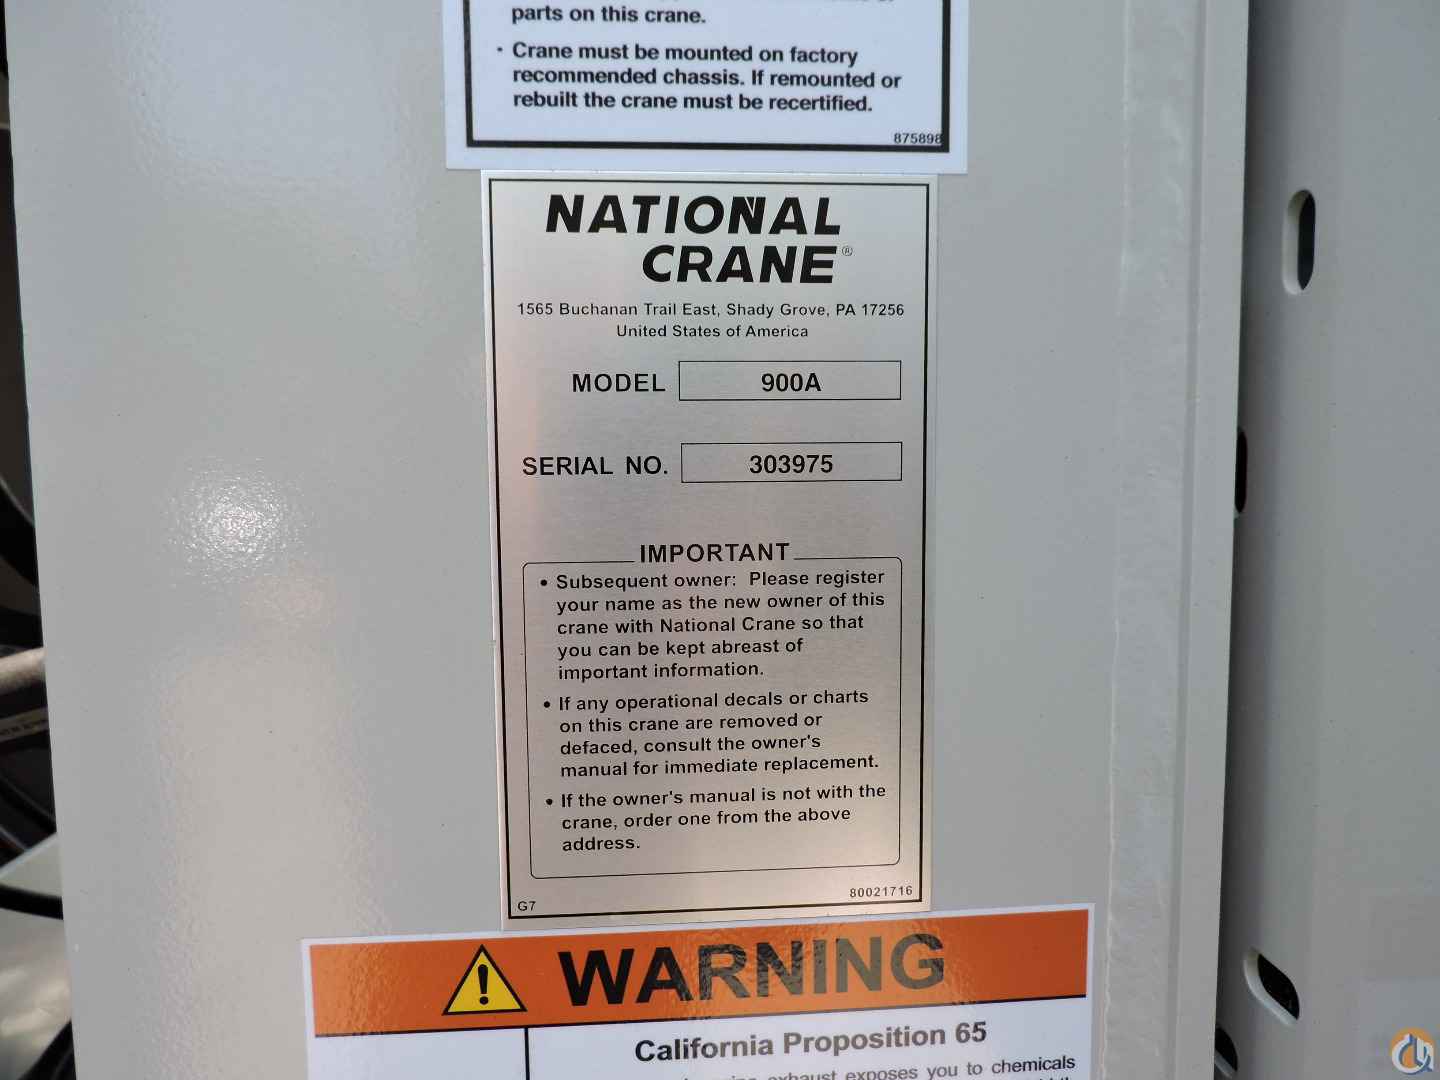 parts on this crane.
· Crane must be mounted on factory
recommended chassis. If remounted or
rebuilt the crane must be recertified.
875898
NATIONAL
CRANE®
1565 Buchanan Trail East, Shady Grove, PA 17256
United States of America
MODEL 900A
SERIAL NO. 303975
IMPORTANT
• Subsequent owner: Please register
your name as the new owner of this
crane with National Crane so that
you can be kept abreast of
important information.
• If any operational decals or charts
on this crane are removed or
defaced, consult the owner's
manual for immediate replacement.
• If the owner's manual is not with the
crane, order one from the above
address.
G7 80021716
WARNING
California Proposition 65
exhaust exposes you to chemicals